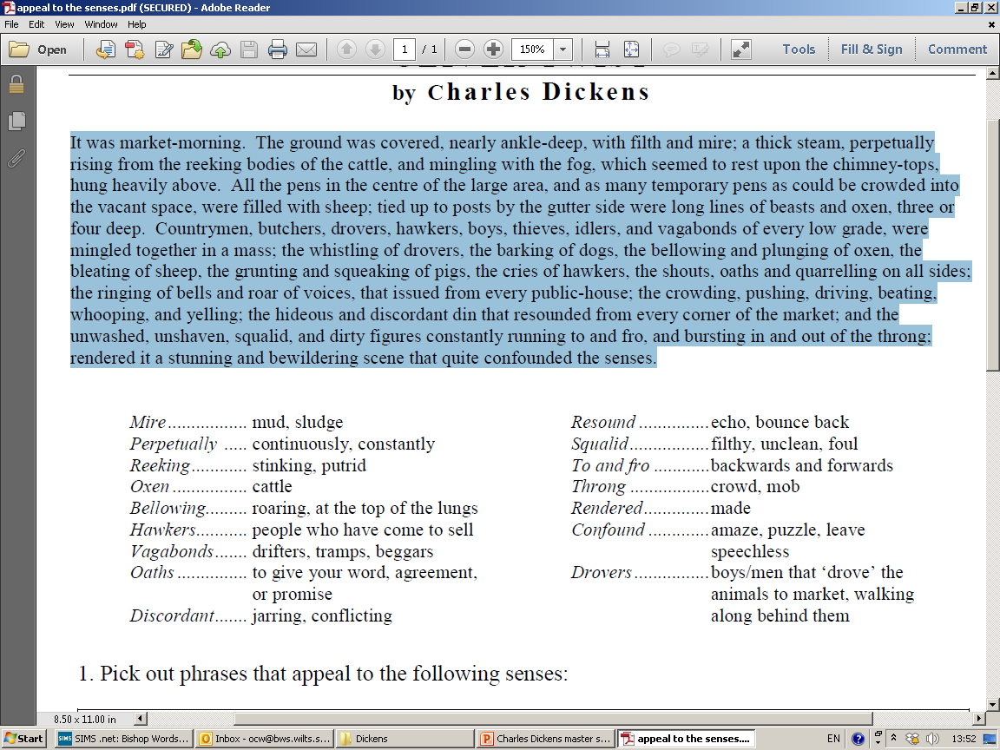 appeal to the senses.pdf (SECURED) - Adobe Reader
File Edit View Window Help
Open 1 / 1 150% Tools Fill & Sign Comment
by Charles Dickens
It was market-morning. The ground was covered, nearly ankle-deep, with filth and mire; a thick steam, perpetually
rising from the reeking bodies of the cattle, and mingling with the fog, which seemed to rest upon the chimney-tops,
hung heavily above. All the pens in the centre of the large area, and as many temporary pens as could be crowded into
the vacant space, were filled with sheep; tied up to posts by the gutter side were long lines of beasts and oxen, three or
four deep. Countrymen, butchers, drovers, hawkers, boys, thieves, idlers, and vagabonds of every low grade, were
mingled together in a mass; the whistling of drovers, the barking of dogs, the bellowing and plunging of oxen, the
bleating of sheep, the grunting and squeaking of pigs, the cries of hawkers, the shouts, oaths and quarrelling on all sides;
the ringing of bells and roar of voices, that issued from every public-house; the crowding, pushing, driving, beating,
whooping, and yelling; the hideous and discordant din that resounded from every corner of the market; and the
unwashed, unshaven, squalid, and dirty figures constantly running to and fro, and bursting in and out of the throng;
rendered it a stunning and bewildering scene that quite confounded the senses.
Mire................. mud, sludge
Perpetually ..... continuously, constantly
Reeking............ stinking, putrid
Oxen ............... cattle
Bellowing......... roaring, at the top of the lungs
Hawkers........... people who have come to sell
Vagabonds....... drifters, tramps, beggars
Oaths ............... to give your word, agreement,
or promise
Discordant....... jarring, conflicting
Resound ...............echo, bounce back
Squalid.................filthy, unclean, foul
To and fro ............backwards and forwards
Throng .................crowd, mob
Rendered..............made
Confound .............amaze, puzzle, leave
speechless
Drovers................boys/men that ‘drove’ the
animals to market, walking
along behind them
1. Pick out phrases that appeal to the following senses:
8.50 x 11.00 in
Start SIMS SIMS .net: Bishop Words... Inbox - ocw@bws.wilts.s... Dickens Charles Dickens master s... appeal to the senses.... EN 13:52